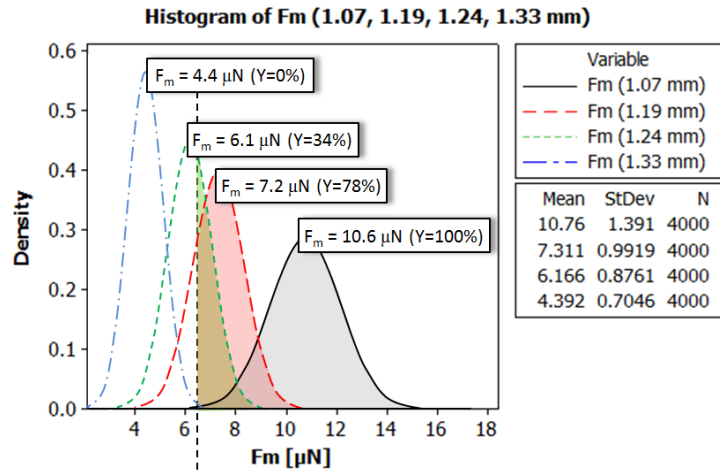 Histogram of Fm (1.07, 1.19, 1.24, 1.33 mm)
0.6
0.5
0.4
0.3
0.2
0.1
0.0
Density
Fm = 4.4 µN (Y=0%)
Fm = 6.1 µN (Y=34%)
Fm = 7.2 µN (Y=78%)
Fm = 10.6 µN (Y=100%)
4 6 8 10 12 14 16 18
Fm [µN]
Variable
Fm (1.07 mm)
Fm (1.19 mm)
Fm (1.24 mm)
Fm (1.33 mm)
Mean StDev N
10.76 1.391 4000
7.311 0.9919 4000
6.166 0.8761 4000
4.392 0.7046 4000